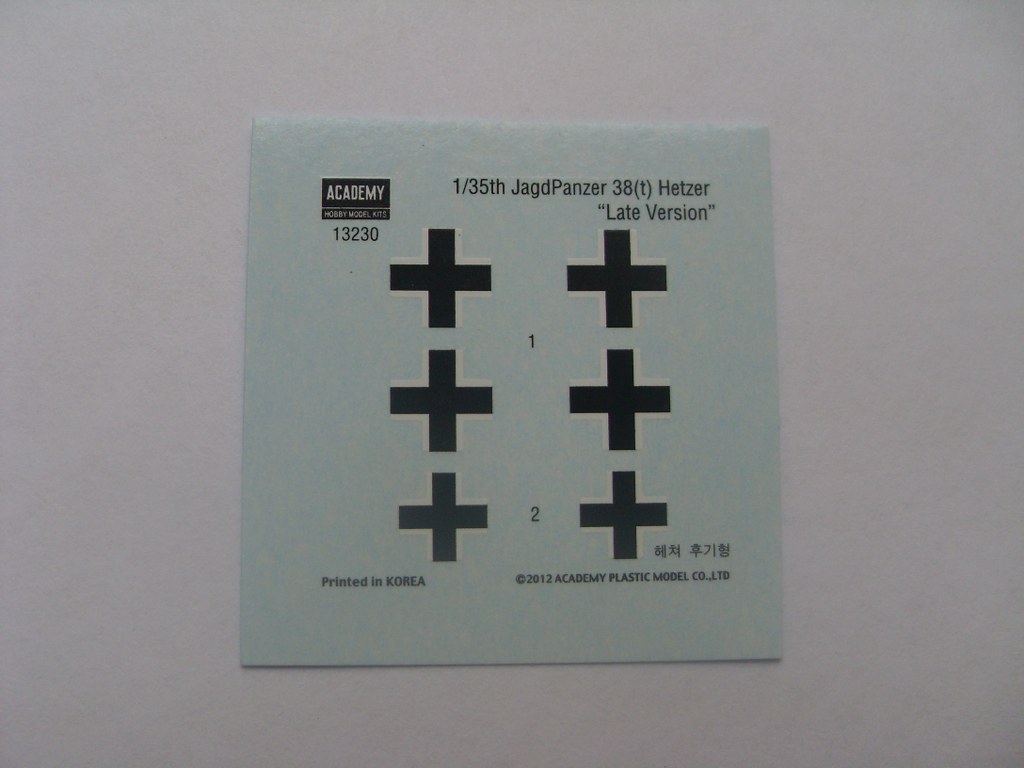 ACADEMY
HOBBY MODEL KITS
13230
1/35th JagdPanzer 38(t) Hetzer
“Late Version”
1
2
헤쳐 후기형
Printed in KOREA
©2012 ACADEMY PLASTIC MODEL CO.,LTD